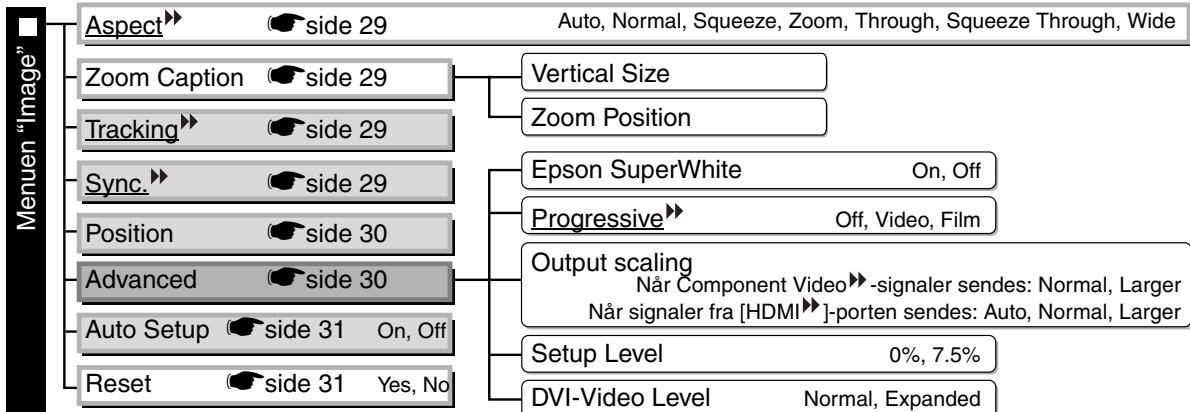 Menuen “Image”
Aspect side 29 Auto, Normal, Squeeze, Zoom, Through, Squeeze Through, Wide
Zoom Caption side 29
Vertical Size
Zoom Position
Tracking side 29
Sync. side 29
Position side 30
Advanced side 30
Epson SuperWhite On, Off
Progressive Off, Video, Film
Output scaling
Når Component Video -signaler sendes: Normal, Larger
Når signaler fra [HDMI ]-porten sendes: Auto, Normal, Larger
Setup Level 0%, 7.5%
DVI-Video Level Normal, Expanded
Auto Setup side 31 On, Off
Reset side 31 Yes, No